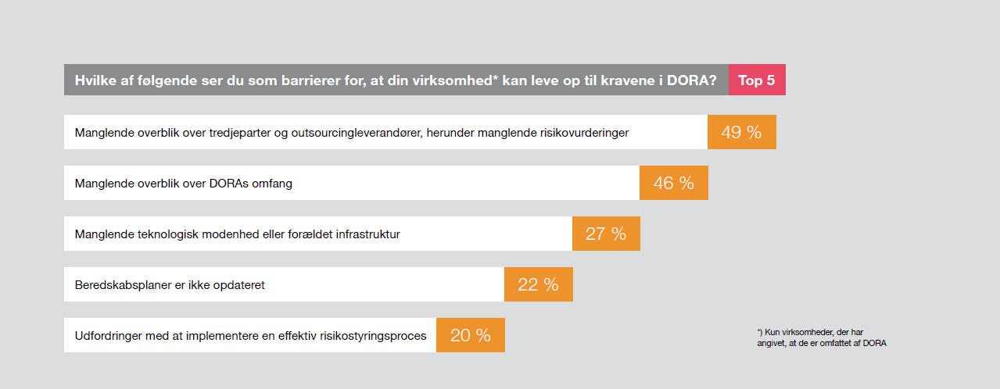 Hvilke af følgende ser du som barrierer for, at din virksomhed* kan leve op til kravene i DORA? Top 5
Manglende overblik over tredjeparter og outsourcingleverandører, herunder manglende risikovurderinger 49 %
Manglende overblik over DORAs omfang 46 %
Manglende teknologisk modenhed eller forældet infrastruktur 27 %
Beredskabsplaner er ikke opdateret 22 %
Udfordringer med at implementere en effektiv risikostyringsproces 20 %
*) Kun virksomheder, der har
angivet, at de er omfattet af DORA